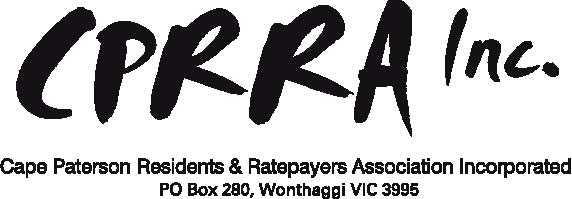 CPRRA Inc.
Cape Paterson Residents & Ratepayers Association Incorporated
PO Box 280, Wonthaggi VIC 3995